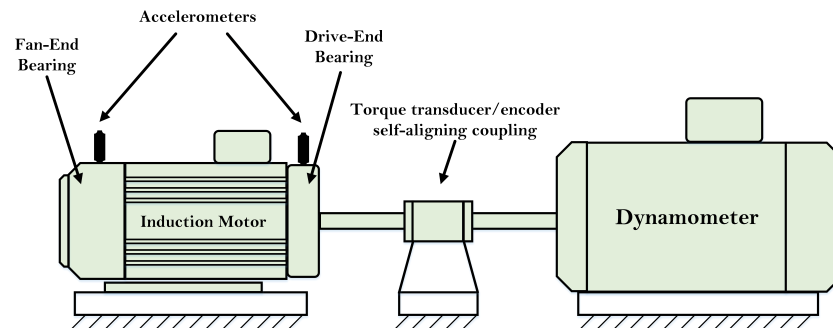 Accelerometers
Fan-End
Bearing
Drive-End
Bearing
Torque transducer/encoder
self-aligning coupling
Induction Motor
Dynamometer